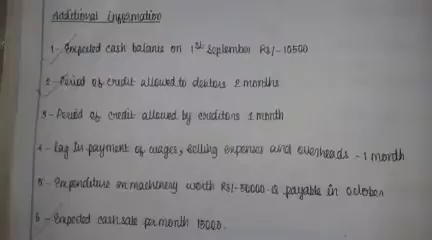 Additional information
1- Expected cash balance on 1st September Rs/- 10500
2- Period of credit allowed to debtors 2 months
3- Period of credit allowed by creditors 1 month
4- Lag in payment of wages, selling expenses and overheads - 1 month
5- Expenditure on machinery worth Rs/- 50000 is payable in October
6- Expected cash sale per month 15000.